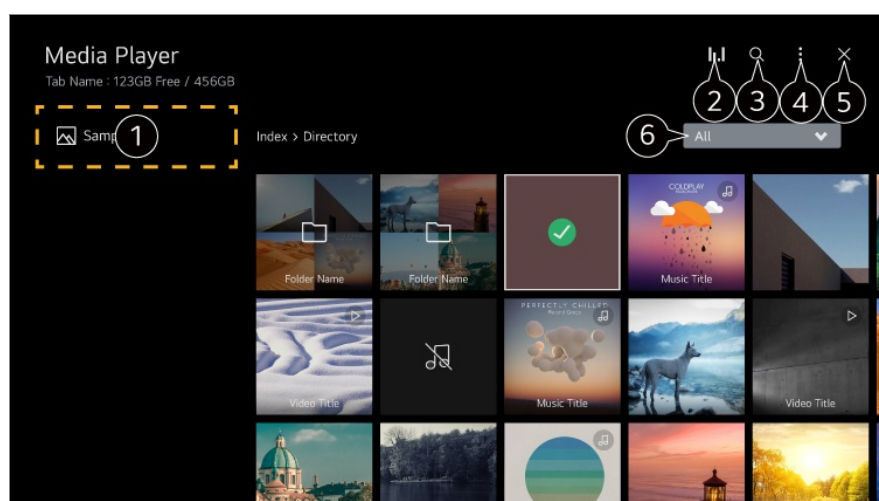 Media Player
Tab Name : 123GB Free / 456GB
2
3
4
5
1
Index > Directory
6
All
COLDPLAY
Folder Name
Folder Name
Music Title
PERFECTLY CHILLED
Video Title
Music Title
Video Title